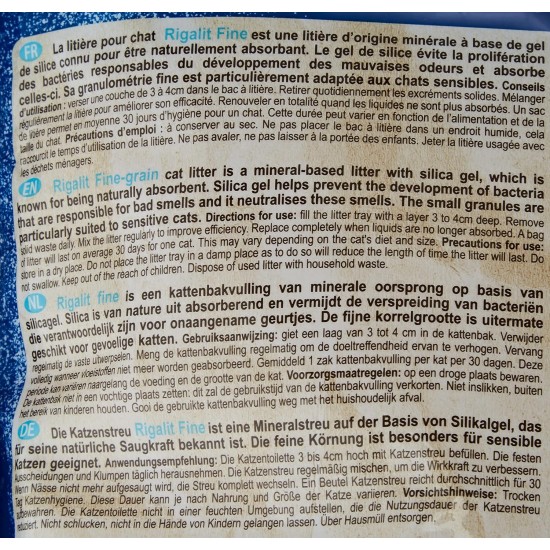 FR La litière pour chat Rigalit Fine est une litière d'origine minérale à base de gel
de silice connu pour être naturellement absorbant. Le gel de silice évite la prolifération
des bactéries responsables du développement des mauvaises odeurs et absorbe
celles-ci. Sa granulométrie fine est particulièrement adaptée aux chats sensibles. Conseils
d'utilisation : verser une couche de 3 à 4cm dans le bac à litière. Retirer quotidiennement les excréments solides. Mélanger
régulièrement la litière pour améliorer son efficacité. Renouveler en totalité quand les liquides ne sont plus absorbés. Un sac
de litière permet en moyenne 30 jours d'hygiène pour un chat. Cette durée peut varier en fonction de l'alimentation et de la
taille du chat. Précautions d'emploi : à conserver au sec. Ne pas placer le bac à litière dans un endroit humide, cela
raccourcit le temps d'utilisation de la litière. Ne pas avaler, ne pas laisser à la portée des enfants. Jeter la litière usagée avec
les déchets ménagers.
EN Rigalit Fine-grain cat litter is a mineral-based litter with silica gel, which is
known for being naturally absorbent. Silica gel helps prevent the development of bacteria
that are responsible for bad smells and it neutralises these smells. The small granules are
particularly suited to sensitive cats. Directions for use: fill the litter tray with a layer 3 to 4cm deep. Remove
solid waste daily. Mix the litter regularly to improve efficiency. Replace completely when liquids are no longer absorbed. A bag
of litter will last on average 30 days for one cat. This may vary depending on the cat's diet and size. Precautions for use:
store in a dry place. Do not place the litter tray in a damp place as to do so will reduce the length of time the litter will last. Do
not swallow. Keep out of the reach of children. Dispose of used litter with household waste.
NL Rigalit fine is een kattenbakvulling van minerale oorsprong op basis van
silicagel. Silica is van nature uit absorberend en vermijdt de verspreiding van bacteriën
die verantwoordelijk zijn voor onaangename geurtjes. De fijne korrelgrootte is uitermate
geschikt voor gevoelige katten. Gebruiksaanwijzing: giet een laag van 3 tot 4 cm in de kattenbak. Verwijder
regelmatig de vaste uitwerpselen. Meng de kattenbakvulling regelmatig om de doeltreffendheid ervan te verhogen. Vervang
volledig wanneer vloeistoffen niet meer worden geabsorbeerd. Gemiddeld 1 zak kattenbakvulling per kat per 30 dagen. Deze
periode kan variëren naargelang de voeding en de grootte van de kat. Voorzorgsmaatregelen: op een droge plaats bewaren.
De kattenbak niet in een vochtige plaats zetten: dit zal de gebruikstijd van de kattenbakvulling verkorten. Niet inslikken, buiten
het bereik van kinderen houden. Gooi de gebruikte kattenbakvulling weg met het huishoudelijk afval.
DE Die Katzenstreu Rigalit Fine ist eine Mineralstreu auf der Basis von Silikalgel, das
für seine natürliche Saugkraft bekannt ist. Die feine Körnung ist besonders für sensible
Katzen geeignet. Anwendungsempfehlung: Die Katzentoilette 3 bis 4cm hoch mit Katzenstreu befüllen. Die festen
Ausscheidungen und Klumpen täglich herausnehmen. Die Katzenstreu regelmäßig mischen, um die Wirkkraft zu verbessern.
Wenn Nässe nicht mehr aufgesaugt wird, die Streu komplett wechseln. Ein Beutel Katzenstreu reicht durchschnittlich für 30
Tag Katzenhygiene. Diese Dauer kann je nach Nahrung und Größe der Katze variieren. Vorsichtshinweise: Trocken
aufbewahren. Die Katzentoilette nicht in einer feuchten Umgebung aufstellen, die die Nutzungsdauer der Katzenstreu
reduziert. Nicht schlucken, nicht in die Hände von Kindern gelangen lassen. Über Hausmüll entsorgen.